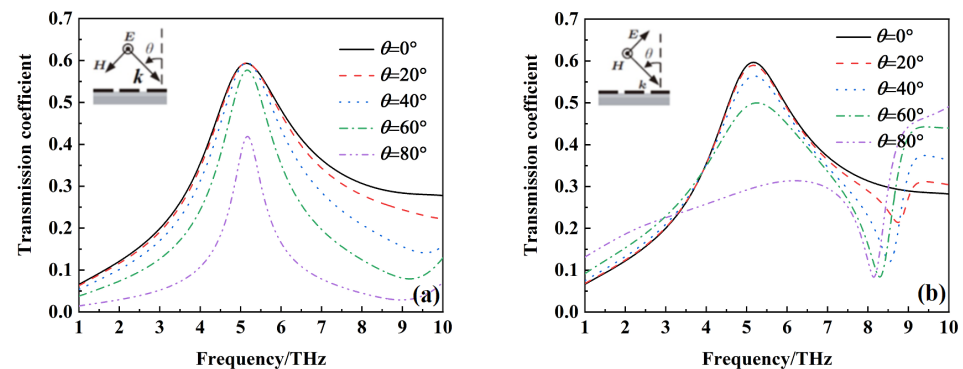 0.7
0.6
0.5
0.4
0.3
0.2
0.1
0.0
Transmission coefficient
1 2 3 4 5 6 7 8 9 10
Frequency/THz
E
θ
H
k
θ=0°
θ=20°
θ=40°
θ=60°
θ=80°
(a)
0.7
0.6
0.5
0.4
0.3
0.2
0.1
0.0
Transmission coefficient
1 2 3 4 5 6 7 8 9 10
Frequency/THz
E
θ
H
k
θ=0°
θ=20°
θ=40°
θ=60°
θ=80°
(b)